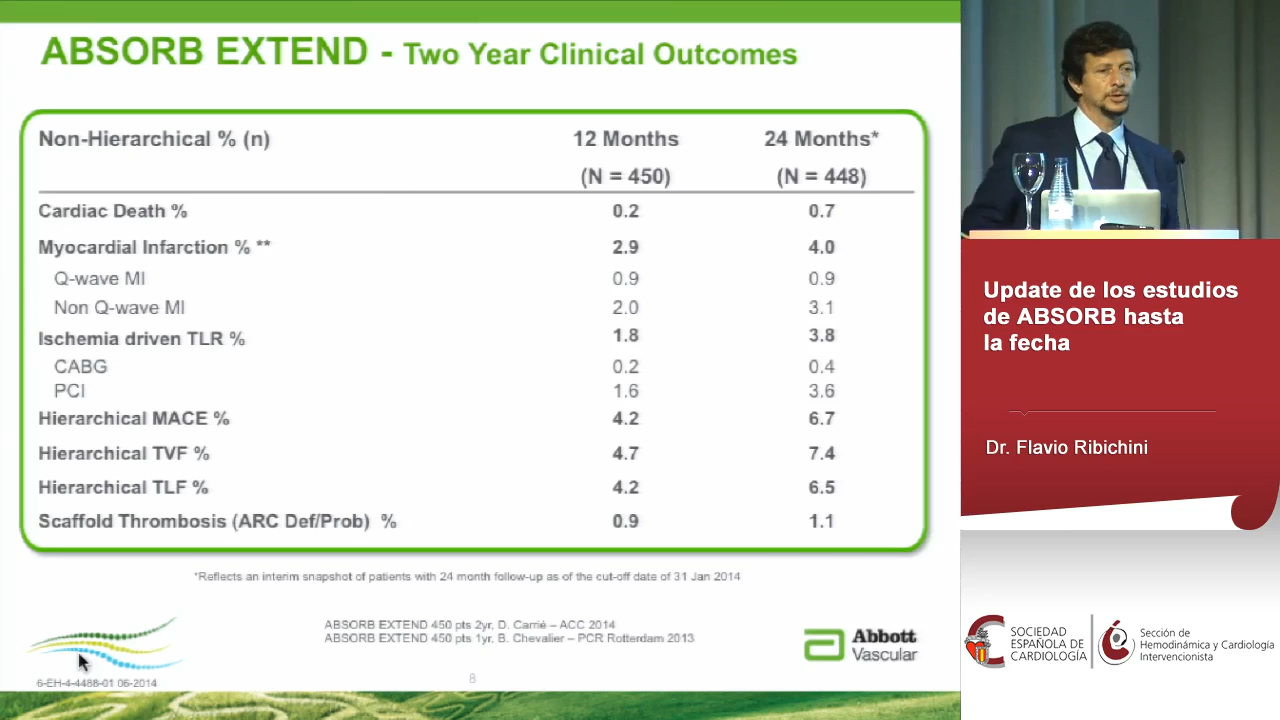 ABSORB EXTEND - Two Year Clinical Outcomes
Non-Hierarchical % (n) 12 Months 24 Months*
(N = 450) (N = 448)
Cardiac Death % 0.2 0.7
Myocardial Infarction % ** 2.9 4.0
Q-wave MI 0.9 0.9
Non Q-wave MI 2.0 3.1
Ischemia driven TLR % 1.8 3.8
CABG 0.2 0.4
PCI 1.6 3.6
Hierarchical MACE % 4.2 6.7
Hierarchical TVF % 4.7 7.4
Hierarchical TLF % 4.2 6.5
Scaffold Thrombosis (ARC Def/Prob) % 0.9 1.1
*Reflects an interim snapshot of patients with 24 month follow-up as of the cut-off date of 31 Jan 2014
ABSORB EXTEND 450 pts 2yr, D. Carrié – ACC 2014
ABSORB EXTEND 450 pts 1yr, B. Chevalier – PCR Rotterdam 2013
Abbott
Vascular
6-EH-4-4488-01 06-2014
8
Update de los estudios
de ABSORB hasta
la fecha
Dr. Flavio Ribichini
SOCIEDAD
ESPAÑOLA DE
CARDIOLOGÍA
Sección de
Hemodinámica y Cardiología
Intervencionista